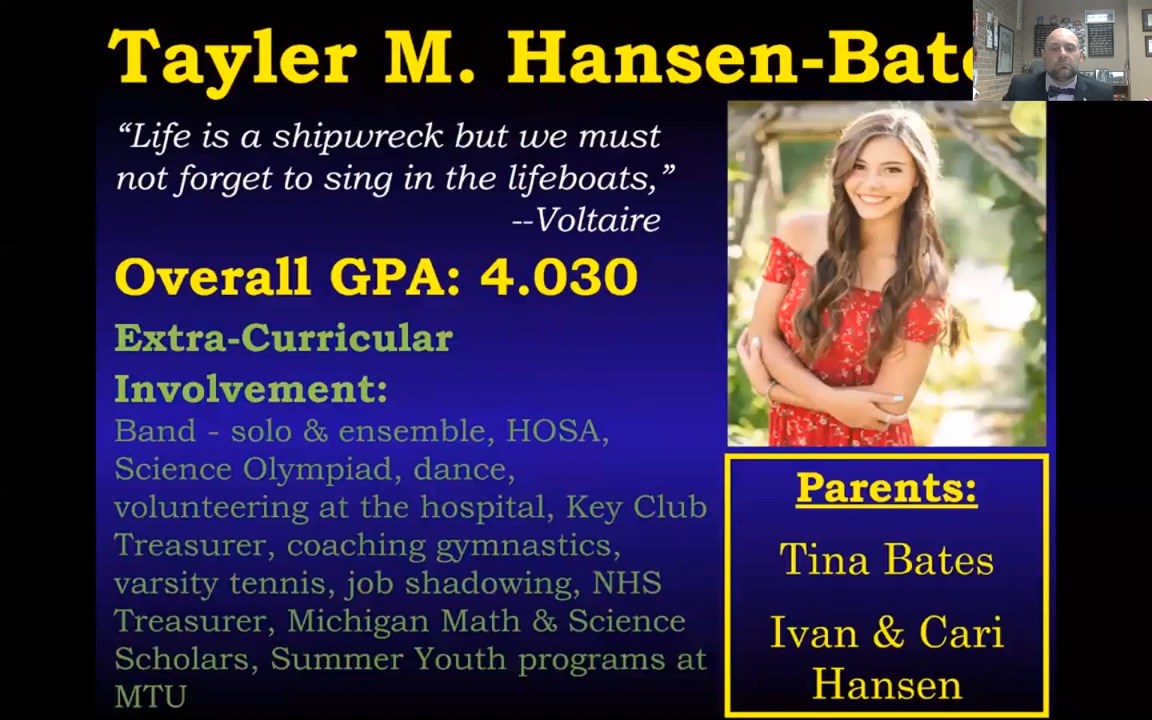 Tayler M. Hansen-Bat
“Life is a shipwreck but we must
not forget to sing in the lifeboats,”
--Voltaire
Overall GPA: 4.030
Extra-Curricular
Involvement:
Band - solo & ensemble, HOSA,
Science Olympiad, dance,
volunteering at the hospital, Key Club
Treasurer, coaching gymnastics,
varsity tennis, job shadowing, NHS
Treasurer, Michigan Math & Science
Scholars, Summer Youth programs at
MTU
Parents:
Tina Bates
Ivan & Cari
Hansen